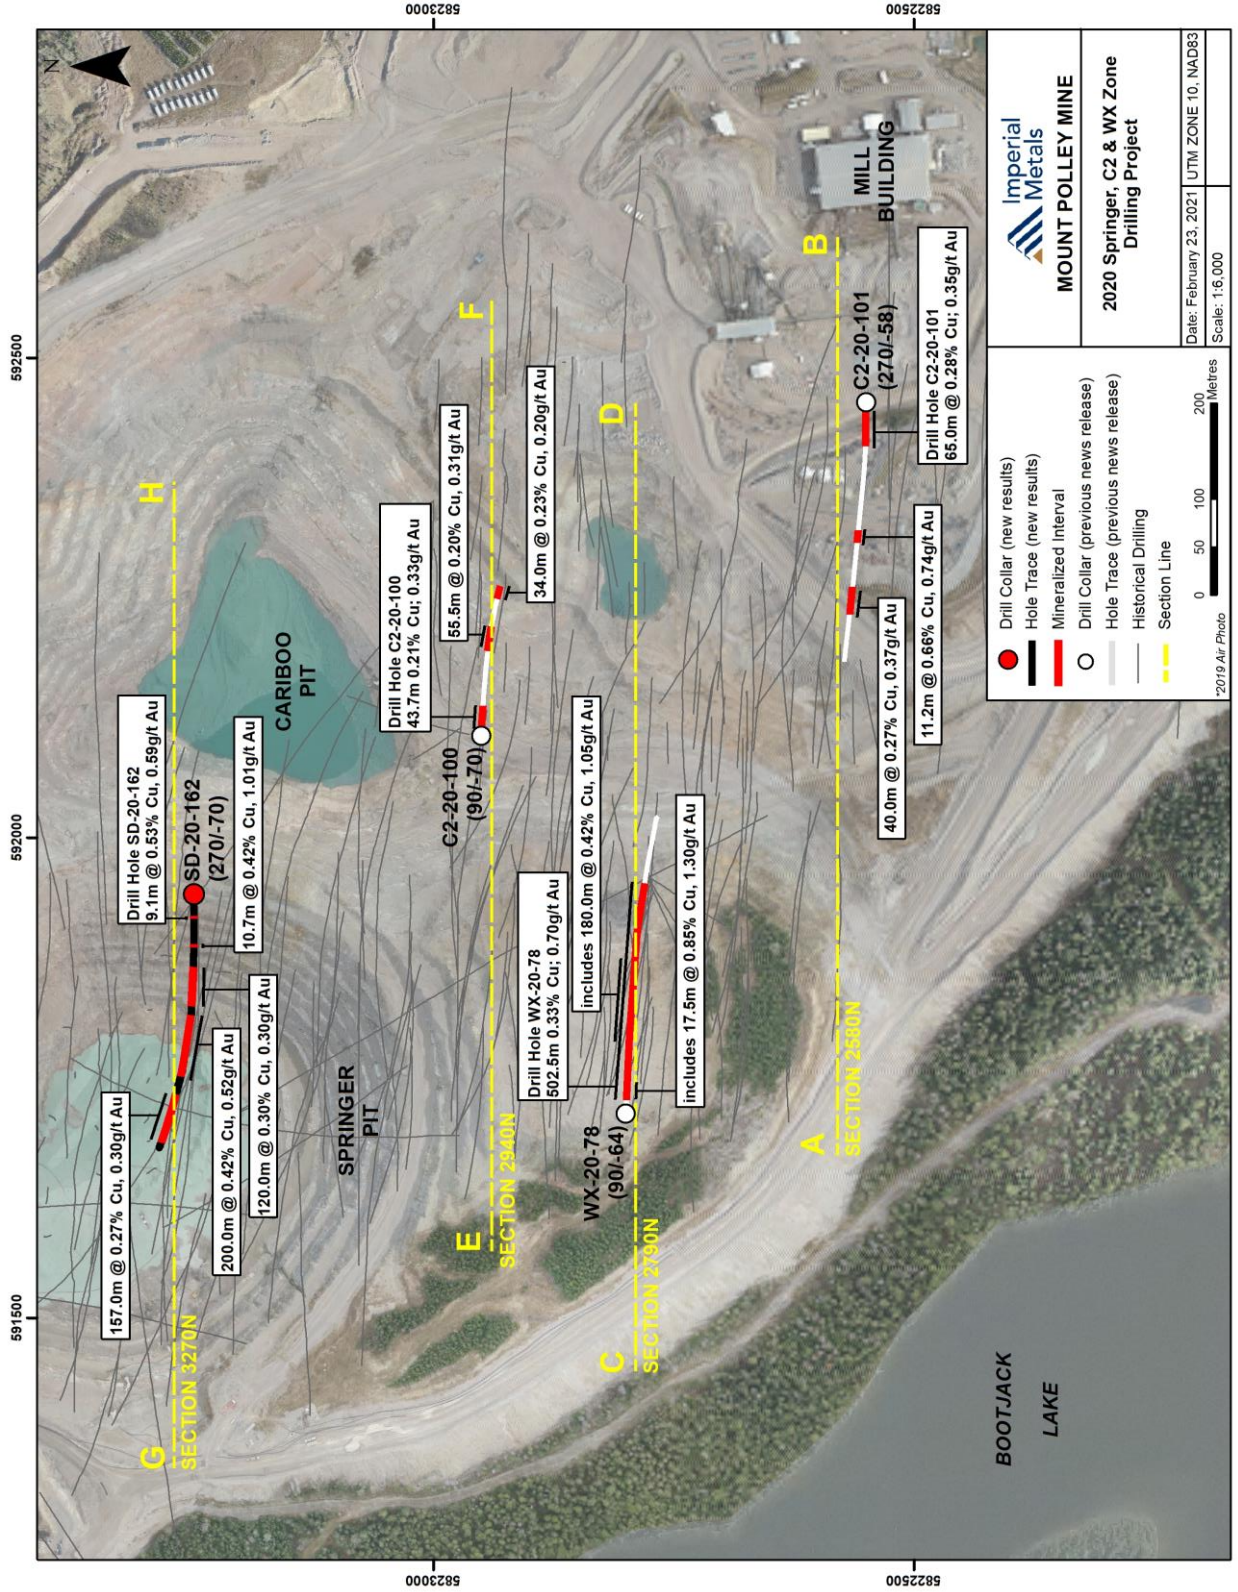 591500
592000
592500
5823000
5822500
5823000
5822500
N
G
SECTION 3270N
H
157.0m @ 0.27% Cu, 0.30g/t Au
Drill Hole SD-20-162
9.1m @ 0.53% Cu, 0.59g/t Au
SD-20-162
(270/-70)
10.7m @ 0.42% Cu, 1.01g/t Au
200.0m @ 0.42% Cu, 0.52g/t Au
120.0m @ 0.30% Cu, 0.30g/t Au
CARIBOO
PIT
SPRINGER
PIT
Drill Hole C2-20-100
43.7m 0.21% Cu; 0.33g/t Au
55.5m @ 0.20% Cu, 0.31g/t Au
C2-20-100
(90/-70)
34.0m @ 0.23% Cu, 0.20g/t Au
E
SECTION 2940N
F
Drill Hole WX-20-78
502.5m 0.33% Cu; 0.70g/t Au
includes 180.0m @ 0.42% Cu, 1.05g/t Au
WX-20-78
(90/-64)
includes 17.5m @ 0.85% Cu, 1.30g/t Au
C
SECTION 2790N
D
A
SECTION 2580N
B
MILL
BUILDING
C2-20-101
(270/-58)
Drill Hole C2-20-101
65.0m @ 0.28% Cu; 0.35g/t Au
40.0m @ 0.27% Cu, 0.37g/t Au
11.2m @ 0.66% Cu, 0.74g/t Au
BOOTJACK
LAKE
Drill Collar (new results)
Hole Trace (new results)
Mineralized Interval
Drill Collar (previous news release)
Hole Trace (previous news release)
Historical Drilling
Section Line
0 50 100 200
Metres
*2019 Air Photo
Imperial
Metals
MOUNT POLLEY MINE
2020 Springer, C2 & WX Zone
Drilling Project
Date: February 23, 2021
UTM ZONE 10, NAD83
Scale: 1:6,000